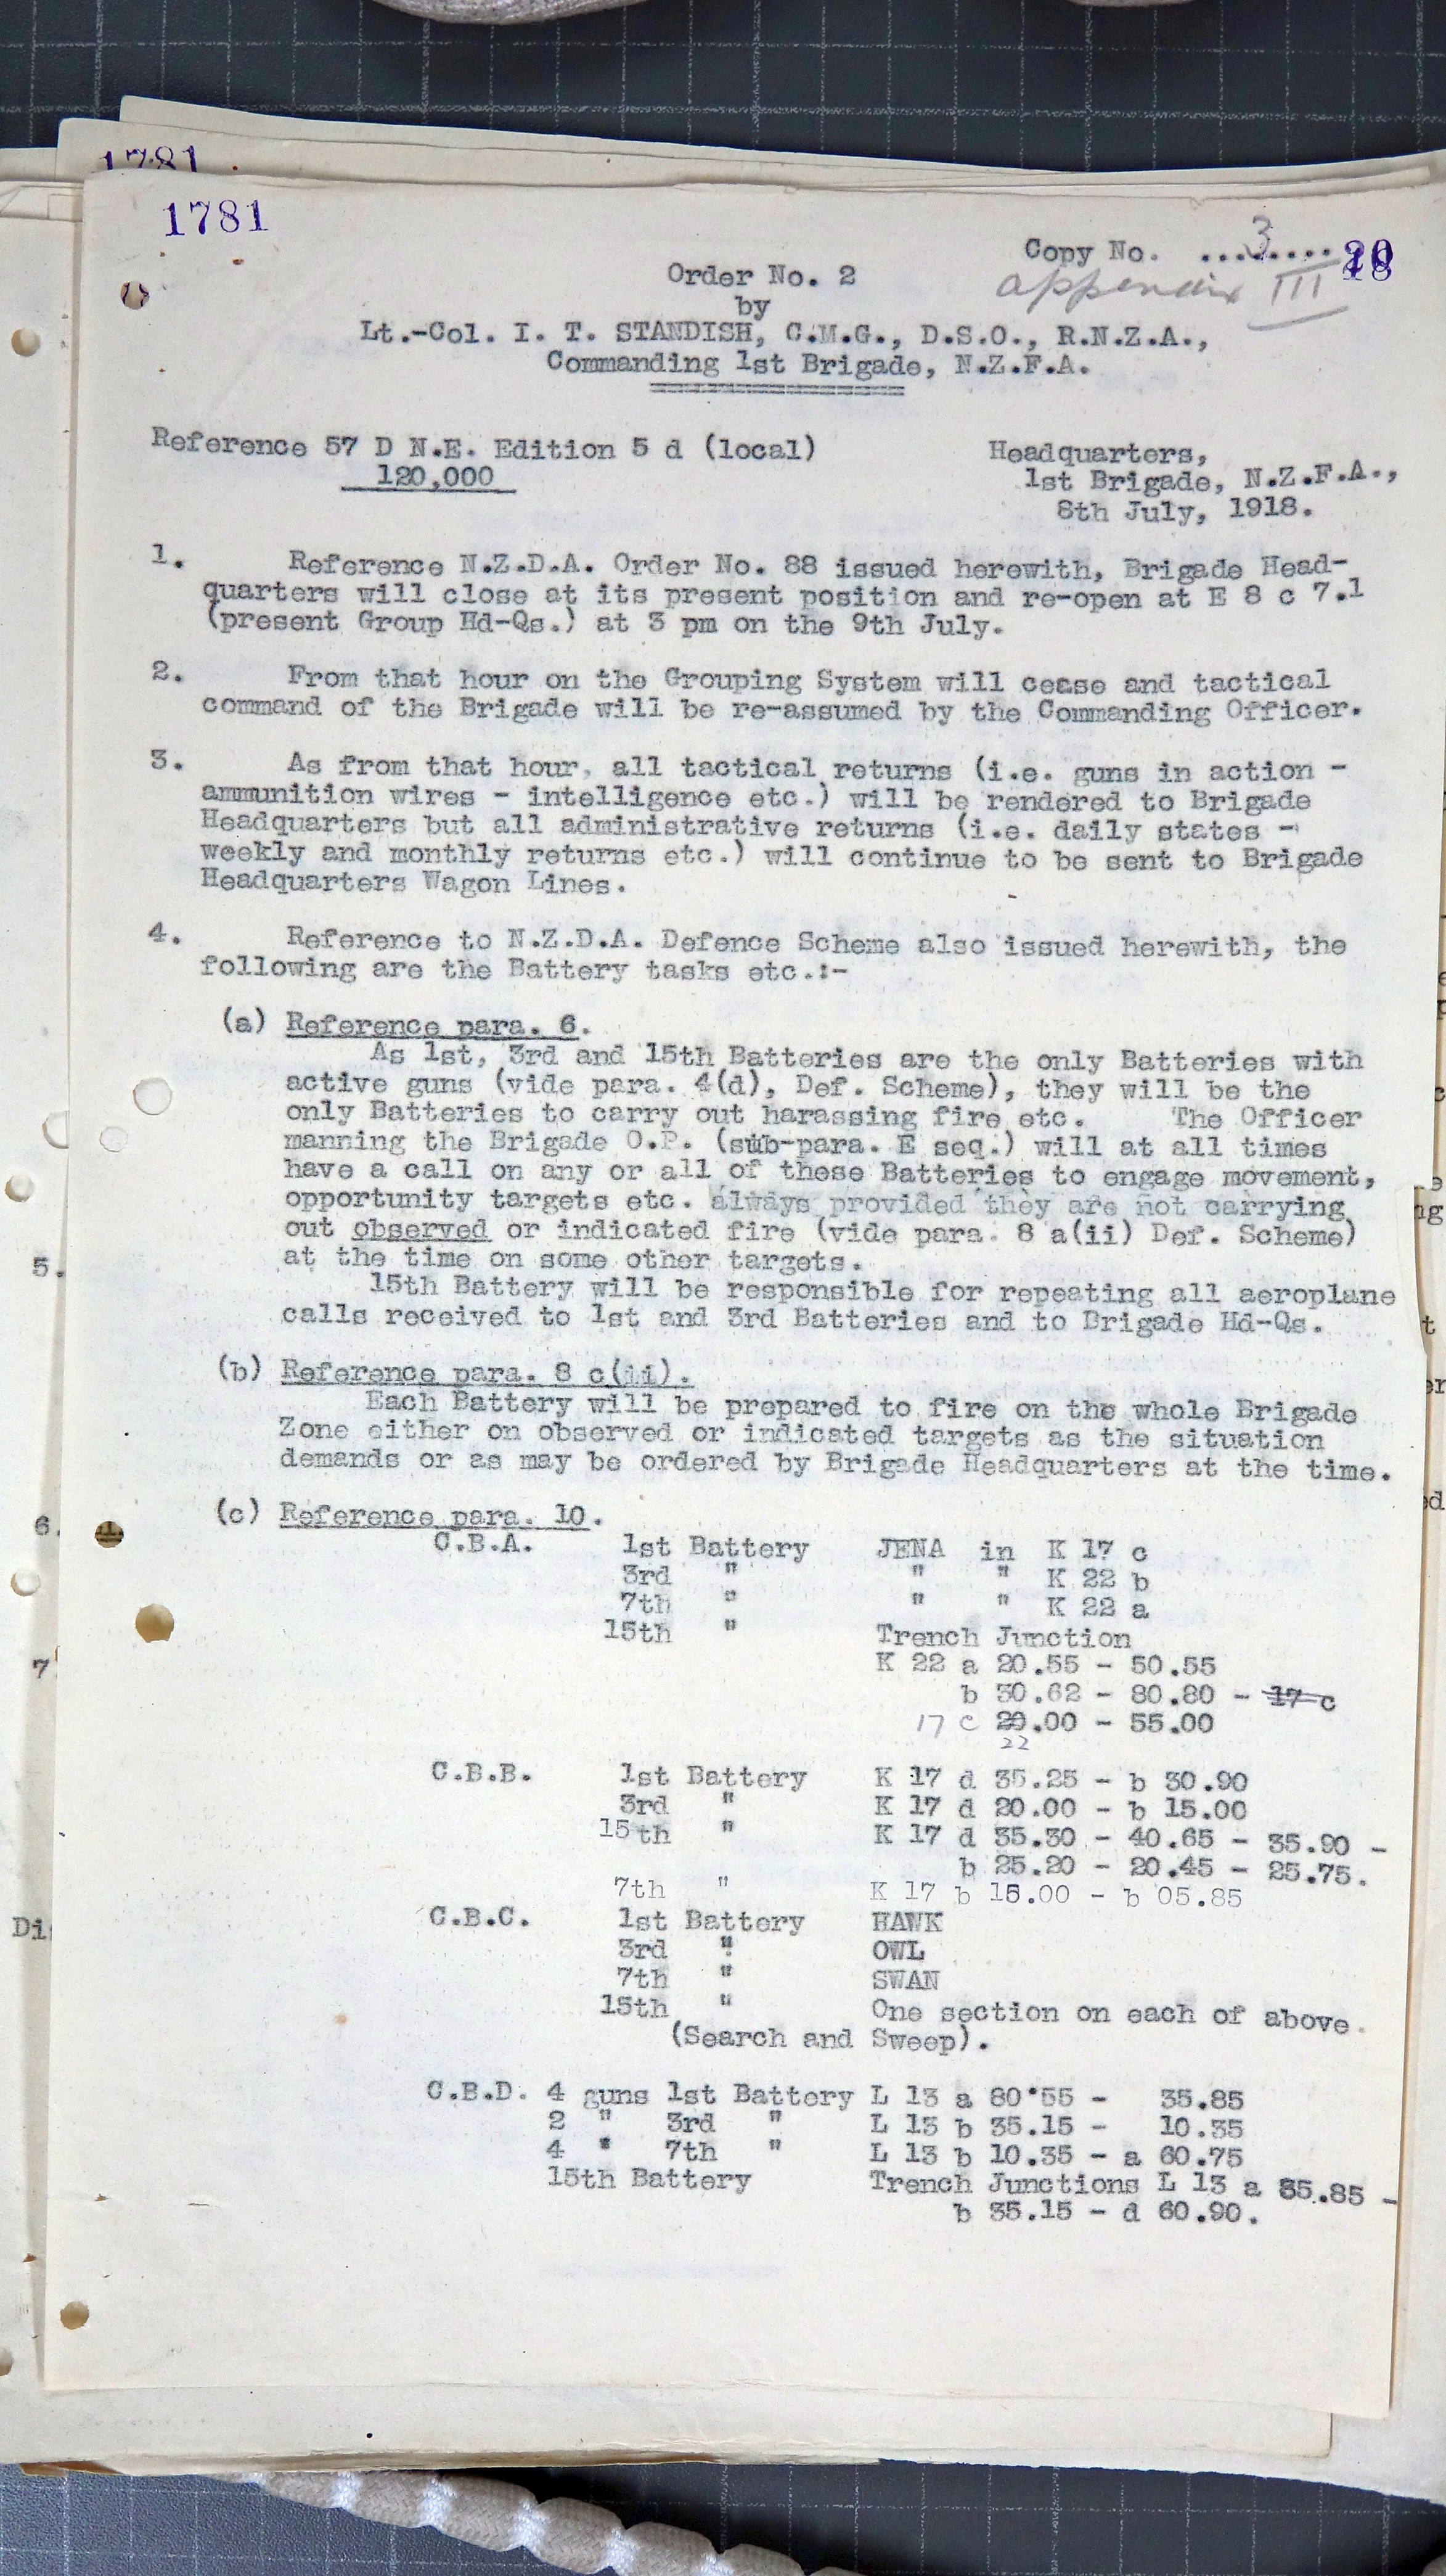 1781
1781
Copy No. ...3....
appendix III
Order No. 2
by
Lt.-Col. I. T. STANDISH, C.M.G., D.S.O., R.N.Z.A.,
Commanding 1st Brigade, N.Z.F.A.
Reference 57 D N.E. Edition 5 d (local)
120,000
Headquarters,
1st Brigade, N.Z.F.A.,
8th July, 1918.
1. Reference N.Z.D.A. Order No. 88 issued herewith, Brigade Head-
quarters will close at its present position and re-open at E 8 c 7.1
(present Group Hd-Qs.) at 3 pm on the 9th July.
2. From that hour on the Grouping System will cease and tactical
command of the Brigade will be re-assumed by the Commanding Officer.
3. As from that hour, all tactical returns (i.e. guns in action -
ammunition wires - intelligence etc.) will be rendered to Brigade
Headquarters but all administrative returns (i.e. daily states -
weekly and monthly returns etc.) will continue to be sent to Brigade
Headquarters Wagon Lines.
4. Reference to N.Z.D.A. Defence Scheme also issued herewith, the
following are the Battery tasks etc.:-
(a) Reference para. 6.
As 1st, 3rd and 15th Batteries are the only Batteries with
active guns (vide para. 4(d), Def. Scheme), they will be the
only Batteries to carry out harassing fire etc. The Officer
manning the Brigade O.P. (sub-para. E seq.) will at all times
have a call on any or all of these Batteries to engage movement,
opportunity targets etc. always provided they are not carrying
out observed or indicated fire (vide para. 8 a(ii) Def. Scheme)
at the time on some other targets.
15th Battery will be responsible for repeating all aeroplane
calls received to 1st and 3rd Batteries and to Brigade Hd-Qs.
(b) Reference para. 8 c(ii).
Each Battery will be prepared to fire on the whole Brigade
Zone either on observed or indicated targets as the situation
demands or as may be ordered by Brigade Headquarters at the time.
(c) Reference para. 10.
C.B.A. 1st Battery JENA in K 17 c
3rd " " " K 22 b
7th " " " K 22 a
15th " Trench Junction
K 22 a 20.55 - 50.55
b 30.62 - 80.80 - 17 c
17 c 20.00 - 55.00
22
C.B.B. 1st Battery K 17 d 35.25 - b 30.90
3rd " K 17 d 20.00 - b 15.00
15th " K 17 d 35.30 - 40.65 - 35.90 -
b 25.20 - 20.45 - 25.75.
7th " K 17 b 15.00 - b 05.85
C.B.C. 1st Battery HAWK
3rd " OWL
7th " SWAN
15th " One section on each of above.
(Search and Sweep).
C.B.D. 4 guns 1st Battery L 13 a 80.55 - 35.85
2 " 3rd " L 13 b 35.15 - 10.35
4 " 7th " L 13 b 10.35 - a 60.75
15th Battery Trench Junctions L 13 a 35.85 -
b 35.15 - d 60.90.
5.
6.
7